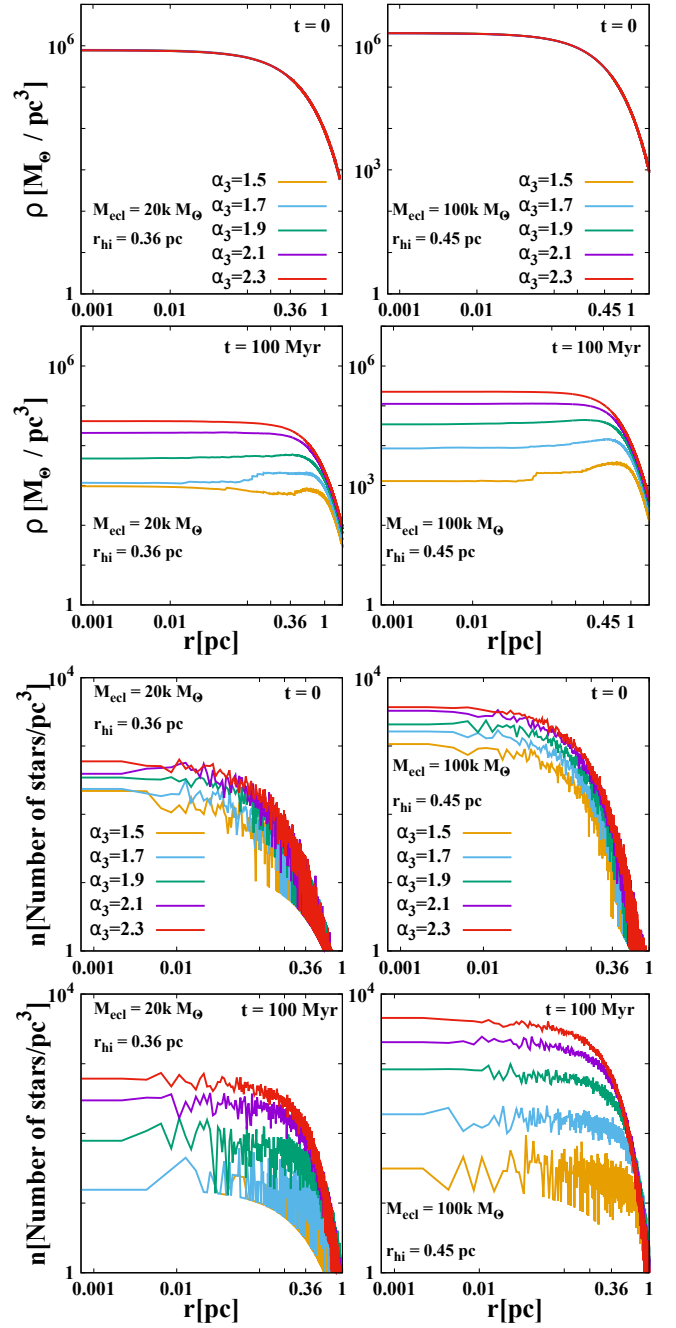 t = 0
10⁶
ρ [M⊙ / pc³]
10³
α₃=1.5
M_ecl = 20k M⊙
α₃=1.7
r_hi = 0.36 pc
α₃=1.9
α₃=2.1
α₃=2.3
1
0.001 0.01 0.36 1
t = 0
10⁶
10³
α₃=1.5
M_ecl = 100k M⊙
α₃=1.7
r_hi = 0.45 pc
α₃=1.9
α₃=2.1
α₃=2.3
1
0.001 0.01 0.45 1
t = 100 Myr
10⁶
ρ [M⊙ / pc³]
10³
M_ecl = 20k M⊙
r_hi = 0.36 pc
1
0.001 0.01 0.36 1
r[pc]
t = 100 Myr
10⁶
10³
M_ecl = 100k M⊙
r_hi = 0.45 pc
1
0.001 0.01 0.45 1
r[pc]
10⁴
M_ecl = 20k M⊙
t = 0
r_hi = 0.36 pc
n[Number of stars/pc³]
α₃=1.5
α₃=1.7
α₃=1.9
α₃=2.1
α₃=2.3
1
0.001 0.01 0.36 1
10⁴
t = 0
M_ecl = 100k M⊙
r_hi = 0.45 pc
α₃=1.5
α₃=1.7
α₃=1.9
α₃=2.1
α₃=2.3
1
0.001 0.01 0.36 1
10⁴
M_ecl = 20k M⊙
t = 100 Myr
r_hi = 0.36 pc
n[Number of stars/pc³]
1
0.001 0.01 0.36 1
r[pc]
10⁴
t = 100 Myr
M_ecl = 100k M⊙
r_hi = 0.45 pc
1
0.001 0.01 0.36 1
r[pc]